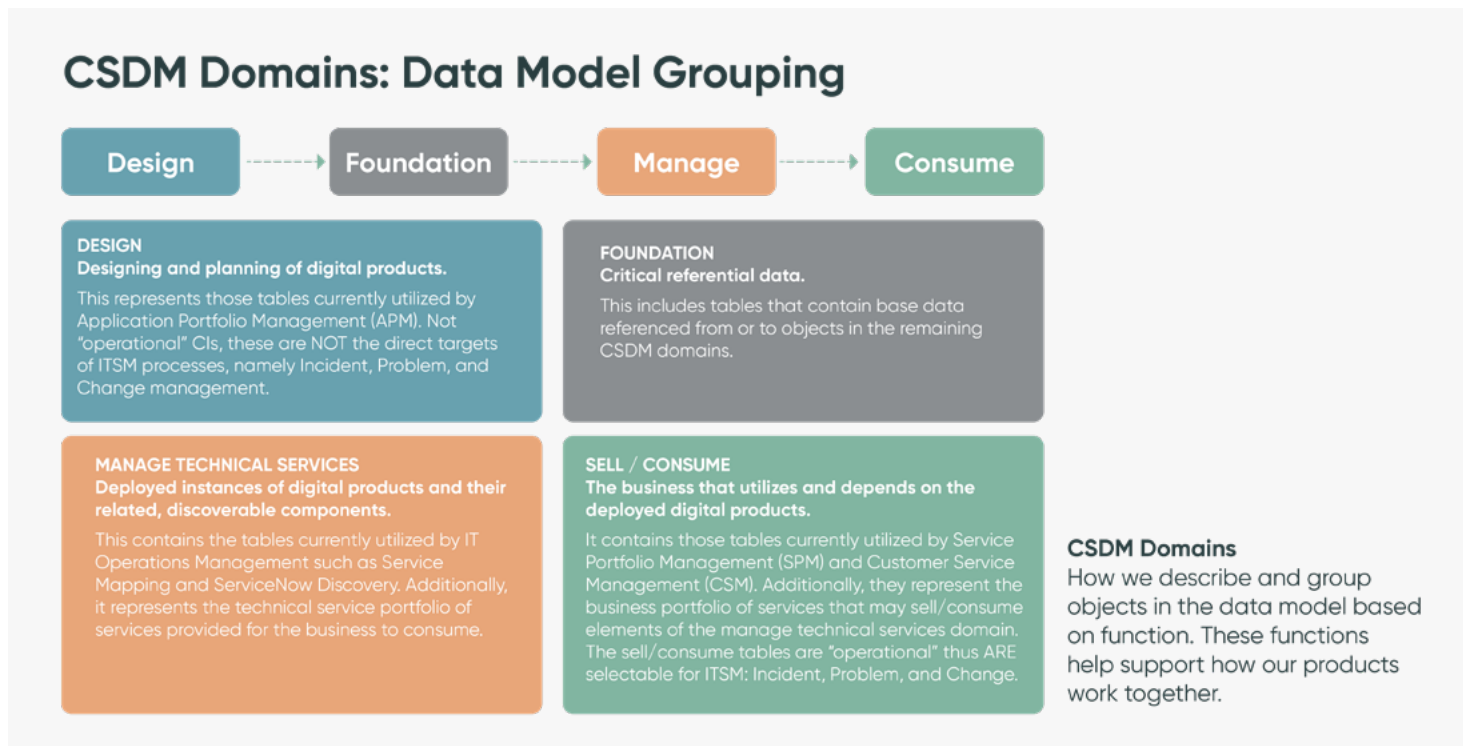 CSDM Domains: Data Model Grouping
Design
Foundation
Manage
Consume
DESIGN
Designing and planning of digital products.
This represents those tables currently utilized by
Application Portfolio Management (APM). Not
“operational” CIs, these are NOT the direct targets
of ITSM processes, namely Incident, Problem, and
Change management.
FOUNDATION
Critical referential data.
This includes tables that contain base data
referenced from or to objects in the remaining
CSDM domains.
MANAGE TECHNICAL SERVICES
Deployed instances of digital products and their
related, discoverable components.
This contains the tables currently utilized by IT
Operations Management such as Service
Mapping and ServiceNow Discovery. Additionally,
it represents the technical service portfolio of
services provided for the business to consume.
SELL / CONSUME
The business that utilizes and depends on the
deployed digital products.
It contains those tables currently utilized by Service
Portfolio Management (SPM) and Customer Service
Management (CSM). Additionally, they represent the
business portfolio of services that may sell/consume
elements of the manage technical services domain.
The sell/consume tables are “operational” thus ARE
selectable for ITSM: Incident, Problem, and Change.
CSDM Domains
How we describe and group
objects in the data model based
on function. These functions
help support how our products
work together.